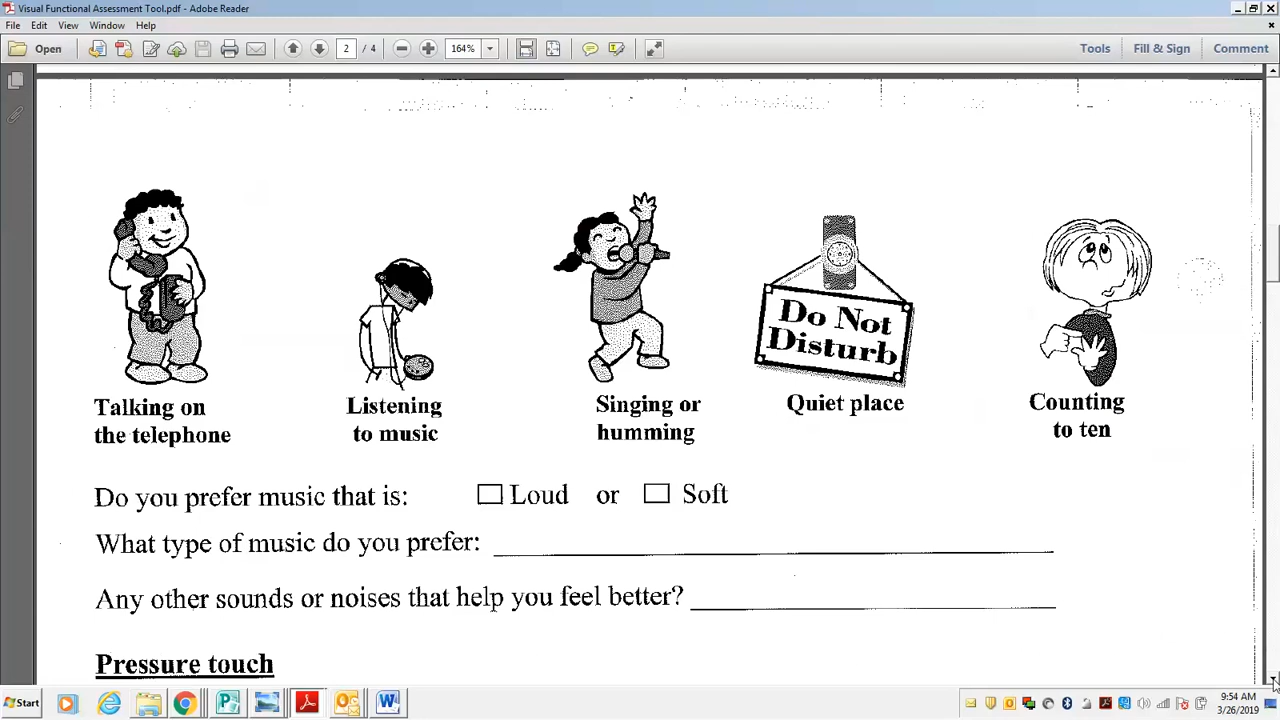 Visual Functional Assessment Tool.pdf - Adobe Reader
File Edit View Window Help
Open 2 / 4 164% Tools Fill & Sign Comment
Do Not
Disturb
Talking on
the telephone
Listening
to music
Singing or
humming
Quiet place
Counting
to ten
Do you prefer music that is: Loud or Soft
What type of music do you prefer:
Any other sounds or noises that help you feel better?
Pressure touch
Start
9:54 AM
3/26/2019